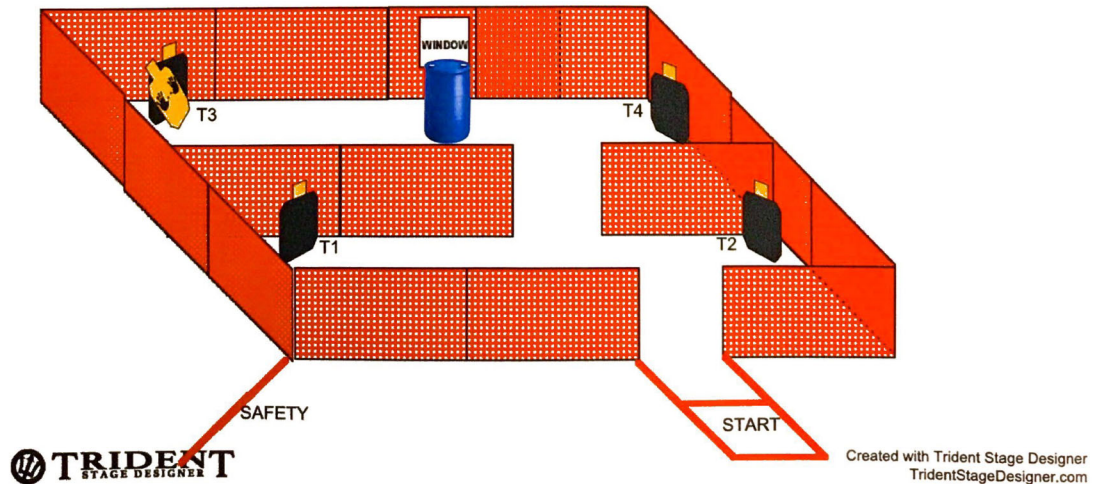 WINDOW
T3
T4
T1
T2
SAFETY
START
TRIDENT
STAGE DESIGNER
Created with Trident Stage Designer
TridentStageDesigner.com